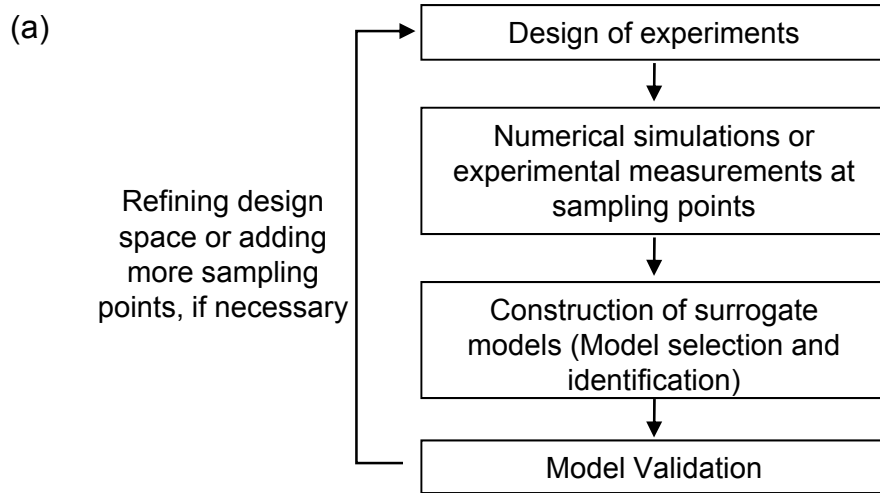 (a)
Design of experiments
Numerical simulations or
experimental measurements at
sampling points
Refining design
space or adding
more sampling
points, if necessary
Construction of surrogate
models (Model selection and
identification)
Model Validation